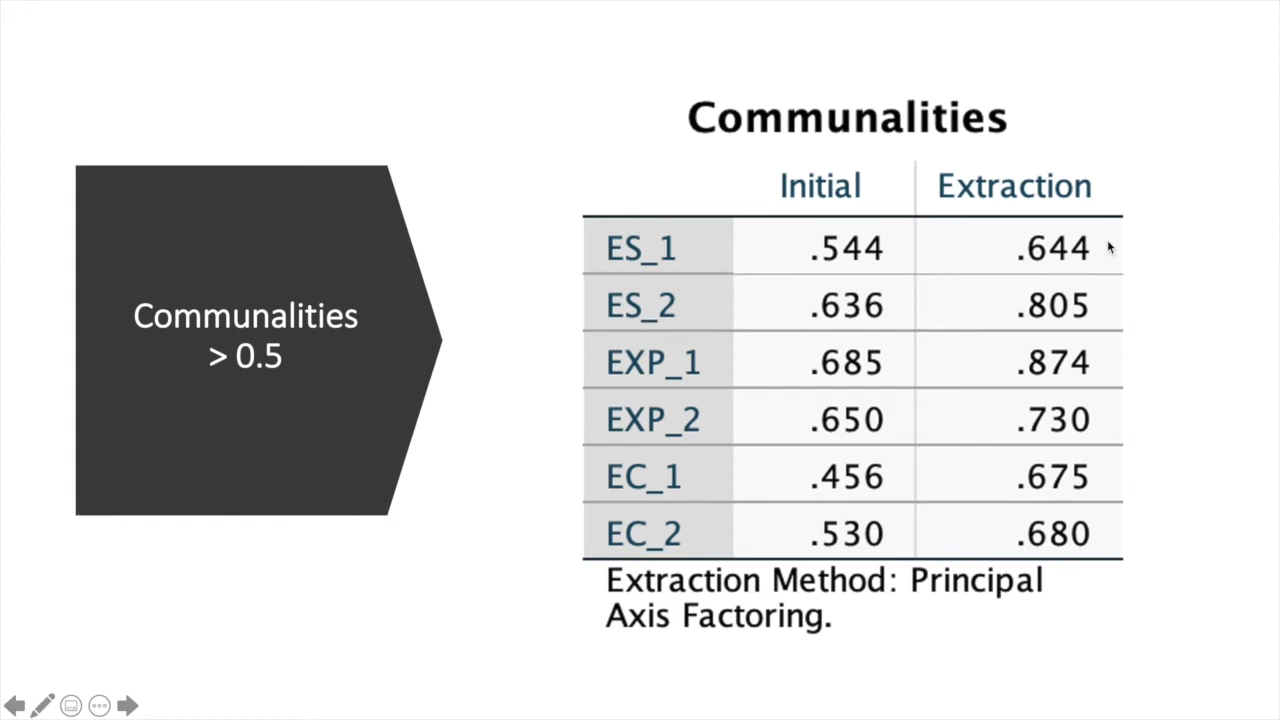 Communalities
> 0.5
Communalities
Initial Extraction
ES_1 .544 .644
ES_2 .636 .805
EXP_1 .685 .874
EXP_2 .650 .730
EC_1 .456 .675
EC_2 .530 .680
Extraction Method: Principal
Axis Factoring.